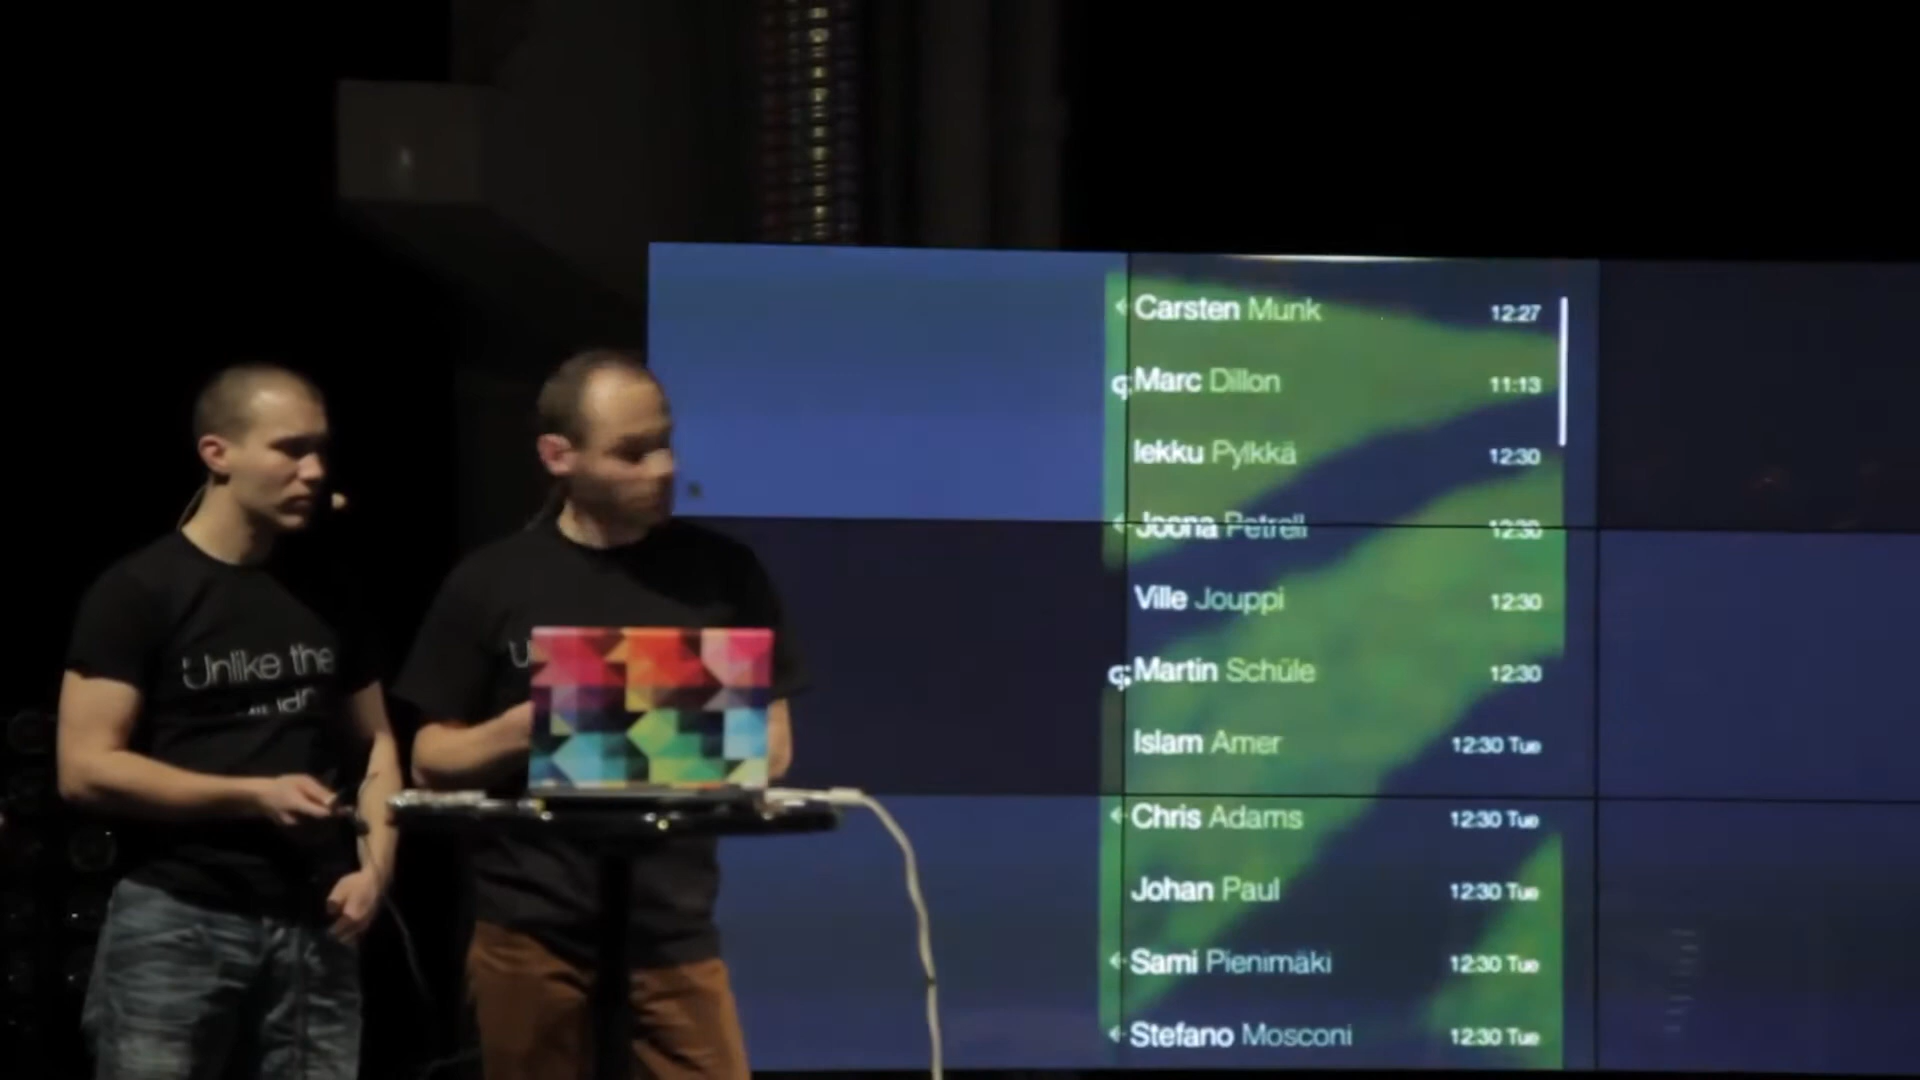 Carsten Munk 12:27
Marc Dillon 11:13
Iekku Pylkkä 12:30
Joona Petrell 12:30
Ville Jouppi 12:30
Martin Schüle 12:30
Islam Amer 12:30 Tue
Chris Adams 12:30 Tue
Johan Paul 12:30 Tue
Sami Pienimäki 12:30 Tue
Stefano Mosconi 12:30 Tue
Unlike the